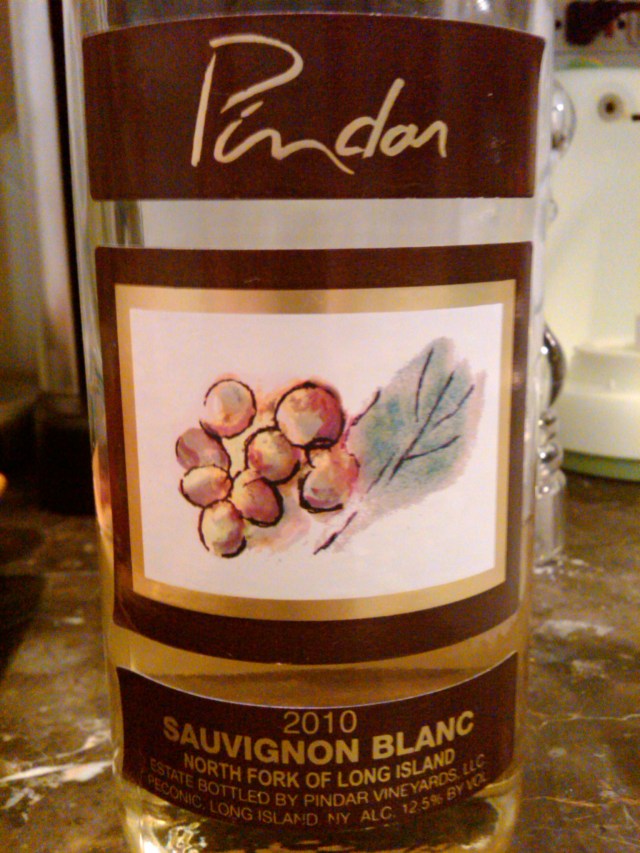 Pindar
2010
SAUVIGNON BLANC
NORTH FORK OF LONG ISLAND
ESTATE BOTTLED BY PINDAR VINEYARDS, LLC
PECONIC, LONG ISLAND, NY ALC. 12.5% BY VOL